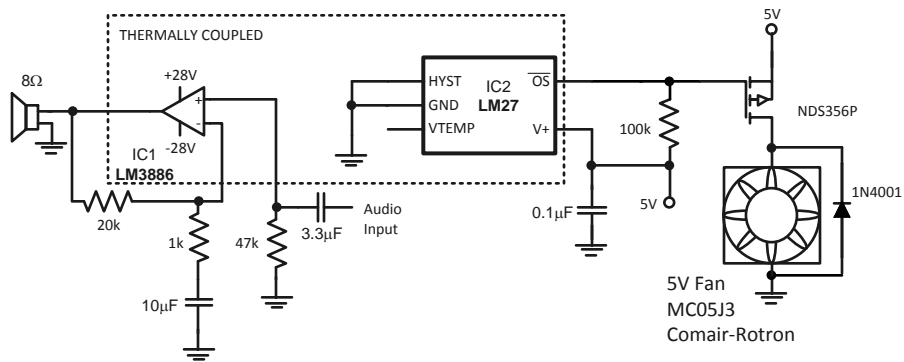 THERMALLY COUPLED
8Ω
+28V
+
-
-28V
IC1
LM3886
20k
1k
10μF
47k
3.3μF
Audio
Input
HYST
GND
VTEMP
IC2
LM27
OS
V+
100k
5V
0.1μF
5V
NDS356P
1N4001
5V Fan
MC05J3
Comair-Rotron